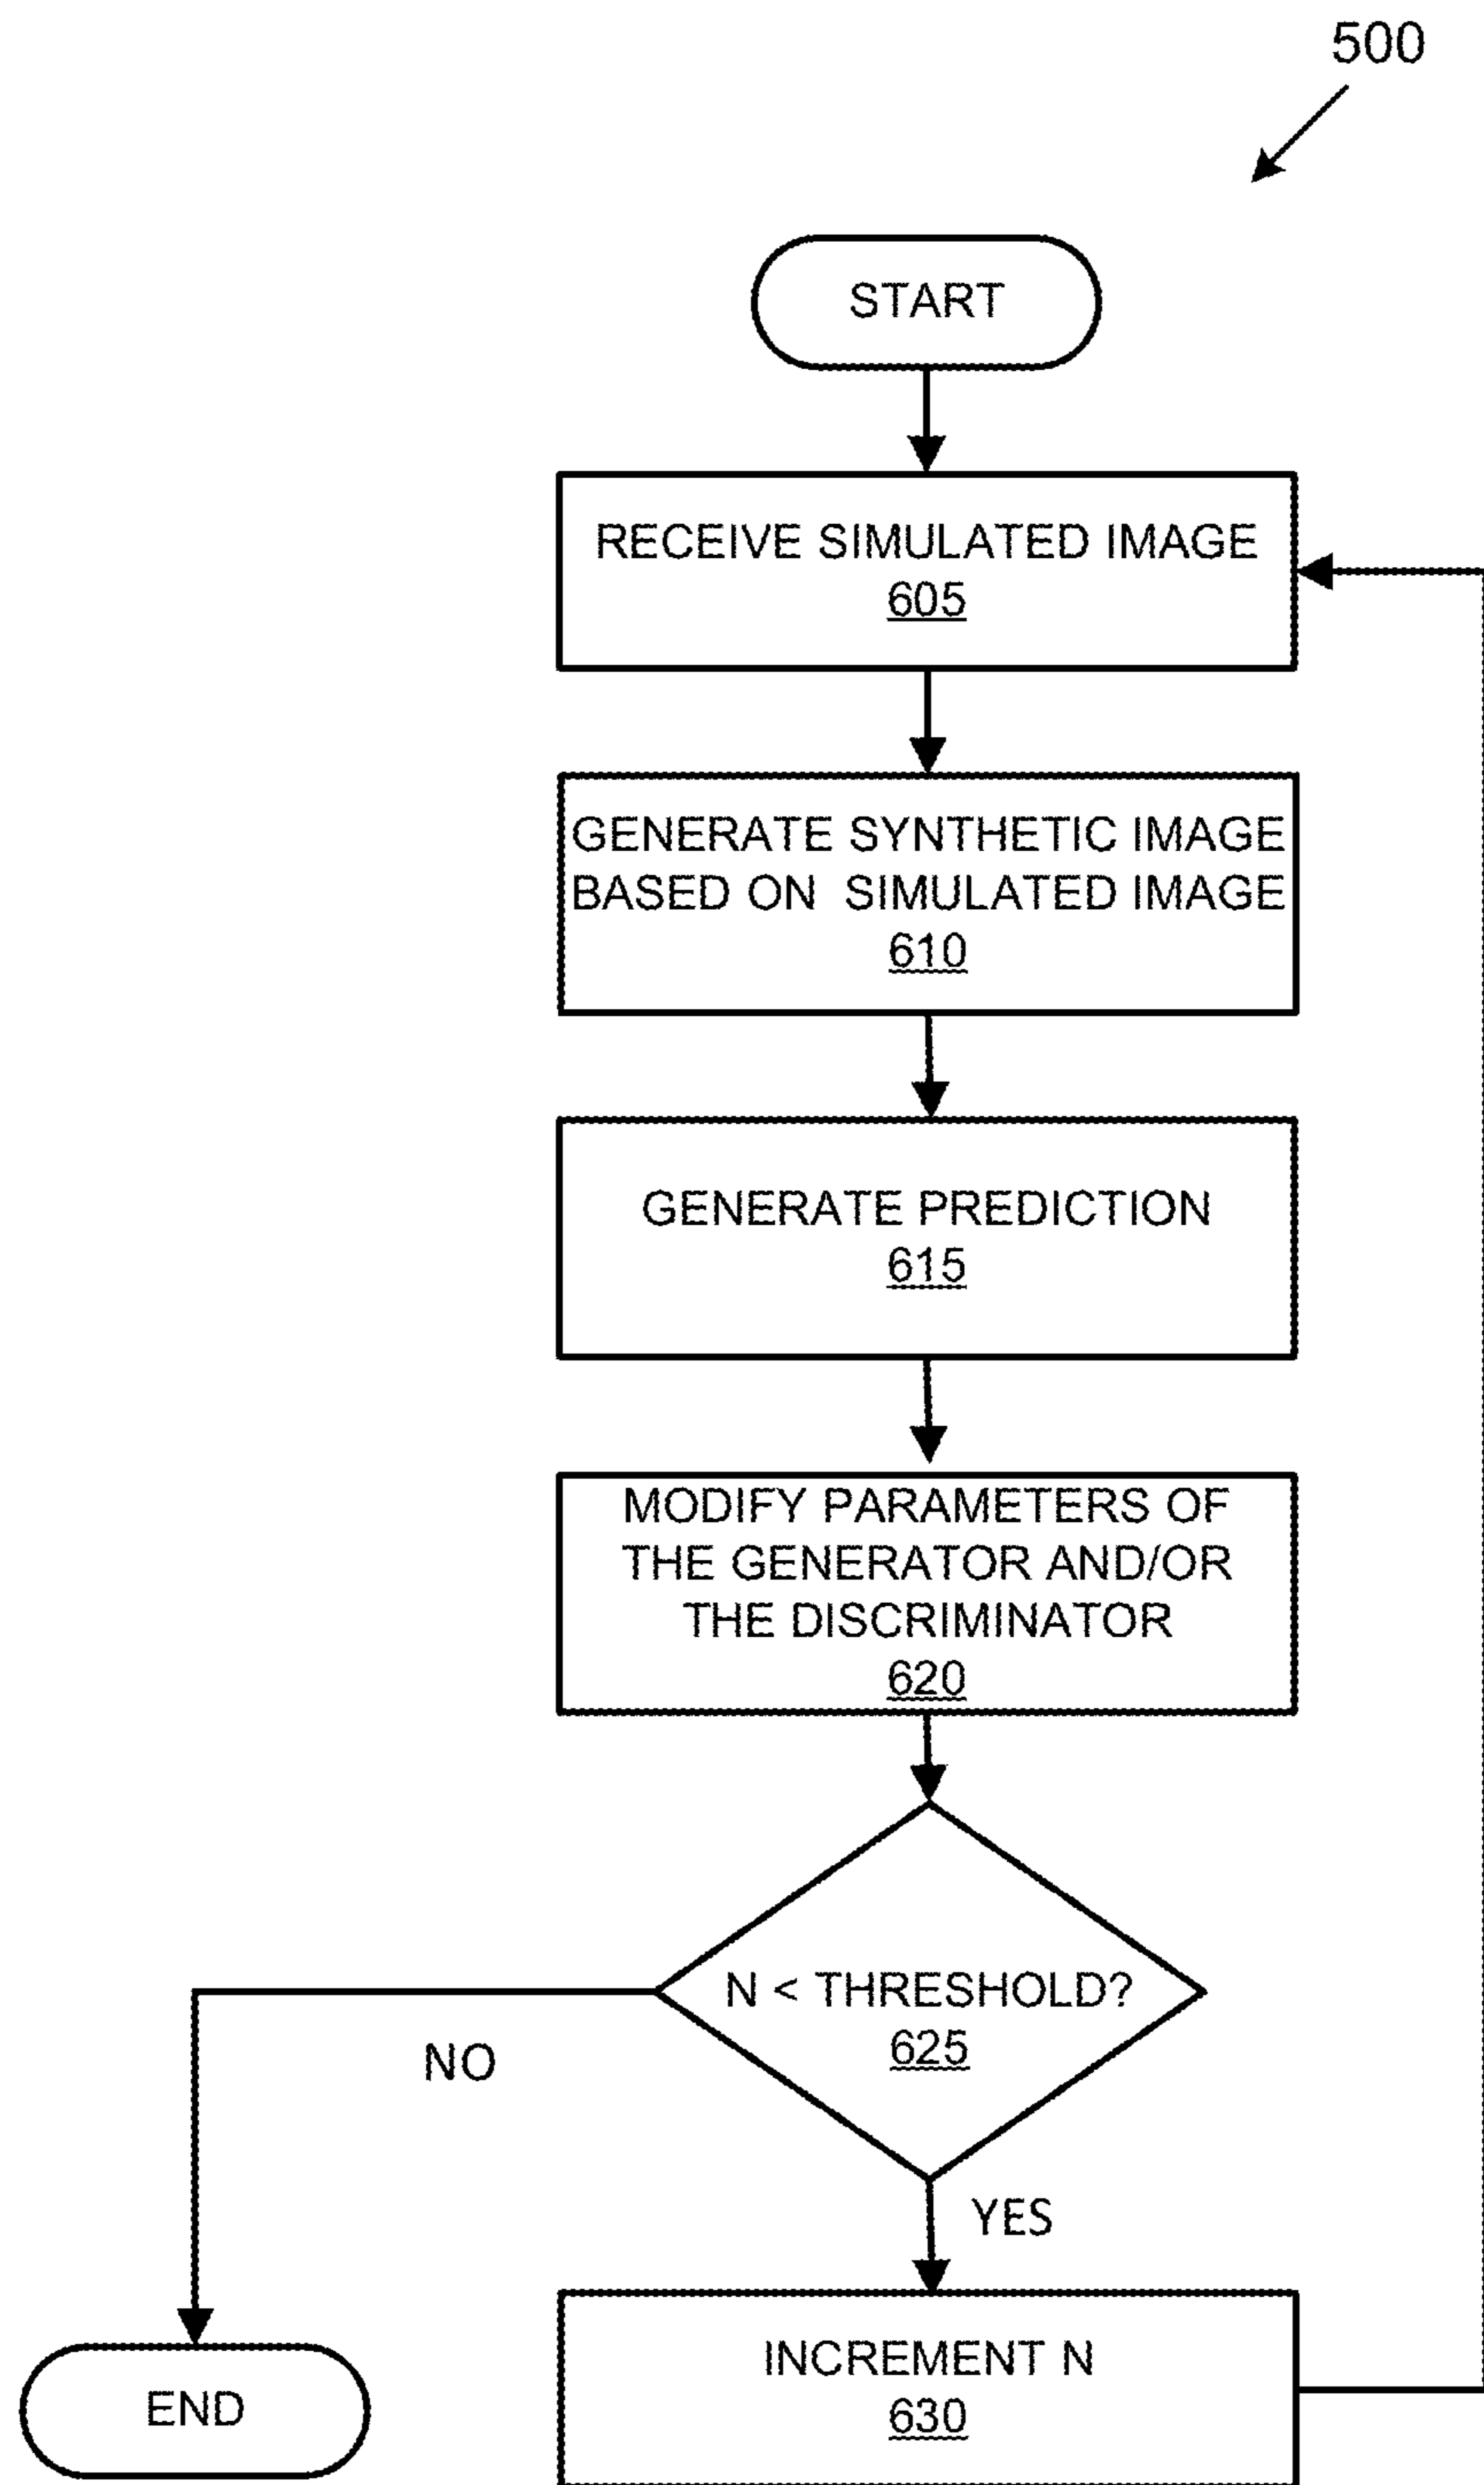 500
START
RECEIVE SIMULATED IMAGE
605
GENERATE SYNTHETIC IMAGE
BASED ON SIMULATED IMAGE
610
GENERATE PREDICTION
615
MODIFY PARAMETERS OF
THE GENERATOR AND/OR
THE DISCRIMINATOR
620
N < THRESHOLD?
625
NO
YES
INCREMENT N
630
END